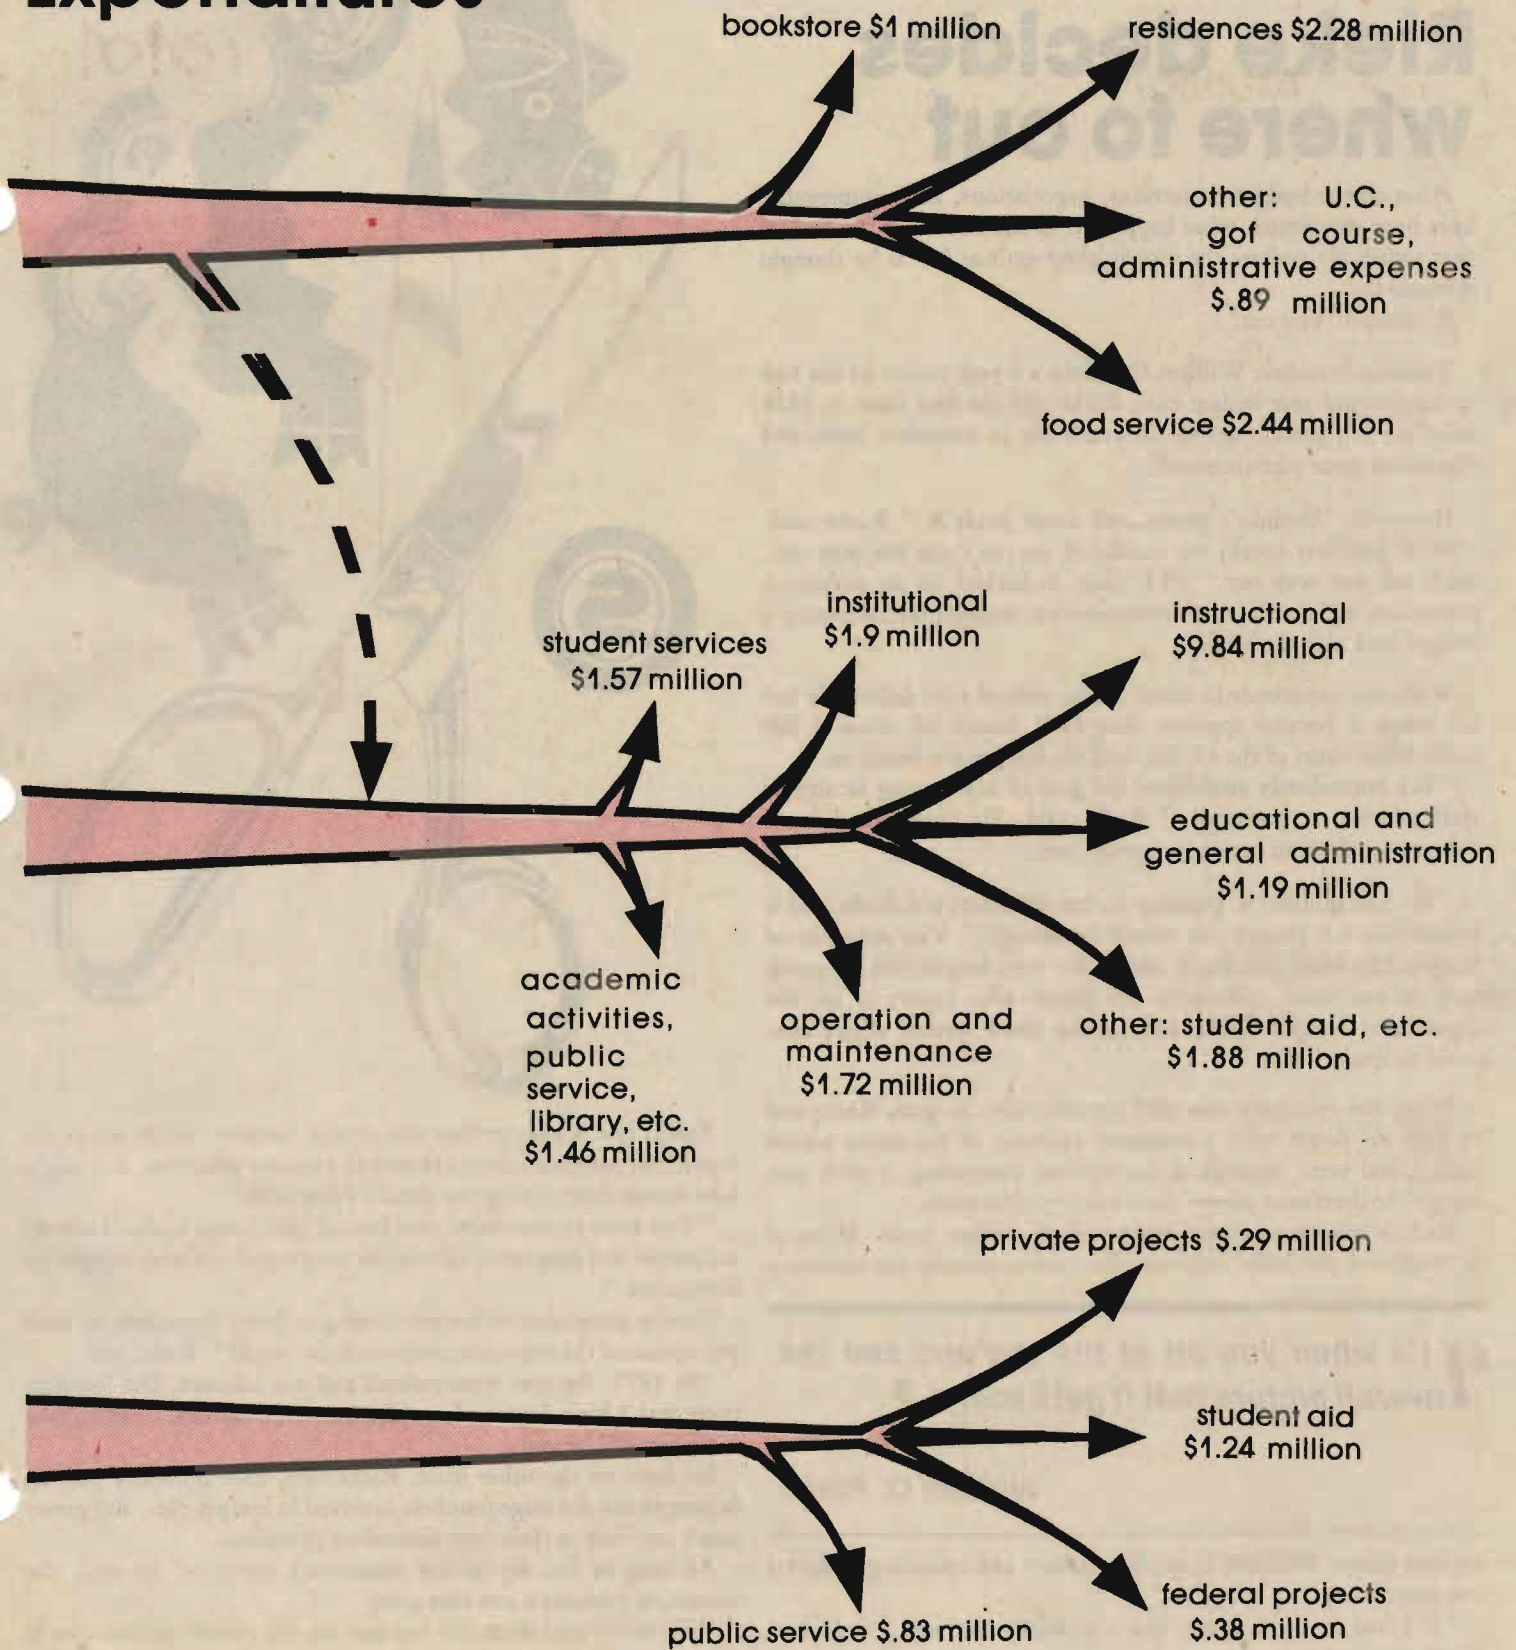 Expenditures
bookstore $1 million
residences $2.28 million
other: U.C.,
gof course,
administrative expenses
$.89 million
food service $2.44 million
student services
$1.57 million
institutional
$1.9 milllon
instructional
$9.84 million
educational and
general administration
$1.19 million
academic
activities,
public
service,
library, etc.
$1.46 million
operation and
maintenance
$1.72 million
other: student aid, etc.
$1.88 million
private projects $.29 million
student aid
$1.24 million
federal projects
$.38 million
public service $.83 million